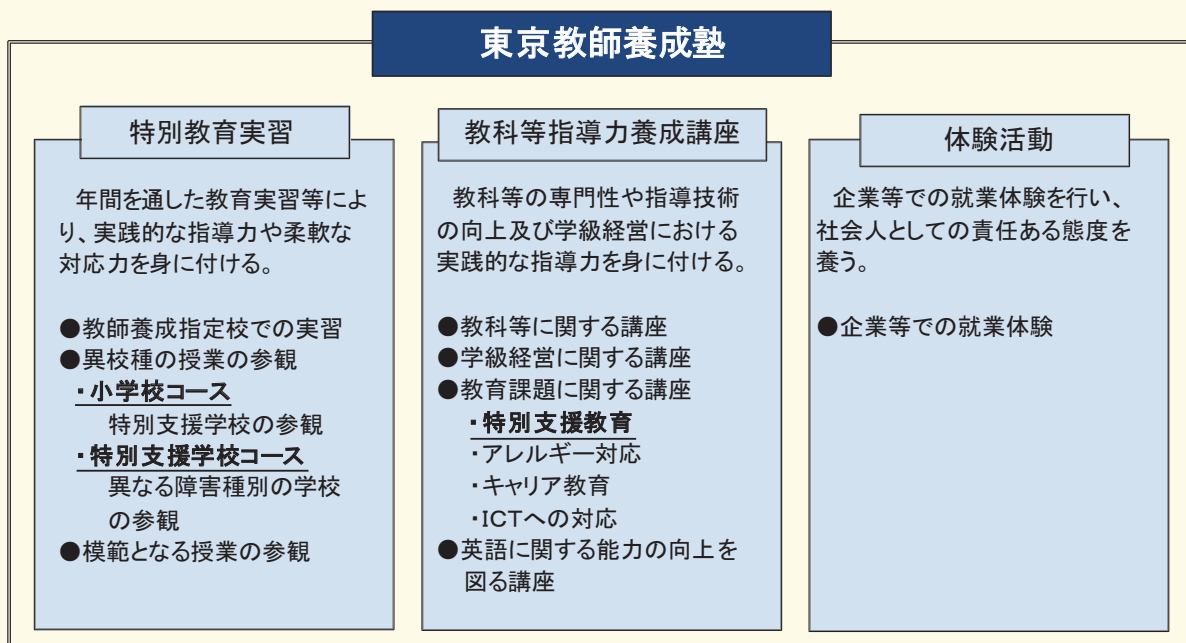 東京教師養成塾
特別教育実習
年間を通した教育実習等によ
り、実践的な指導力や柔軟な
対応力を身に付ける。
●教師養成指定校での実習
●異校種の授業の参観
・小学校コース
特別支援学校の参観
・特別支援学校コース
異なる障害種別の学校
の参観
●模範となる授業の参観
教科等指導力養成講座
教科等の専門性や指導技術
の向上及び学級経営における
実践的な指導力を身に付ける。
●教科等に関する講座
●学級経営に関する講座
●教育課題に関する講座
・特別支援教育
・アレルギー対応
・キャリア教育
・ICTへの対応
●英語に関する能力の向上を
図る講座
体験活動
企業等での就業体験を行い、
社会人としての責任ある態度を
養う。
●企業等での就業体験